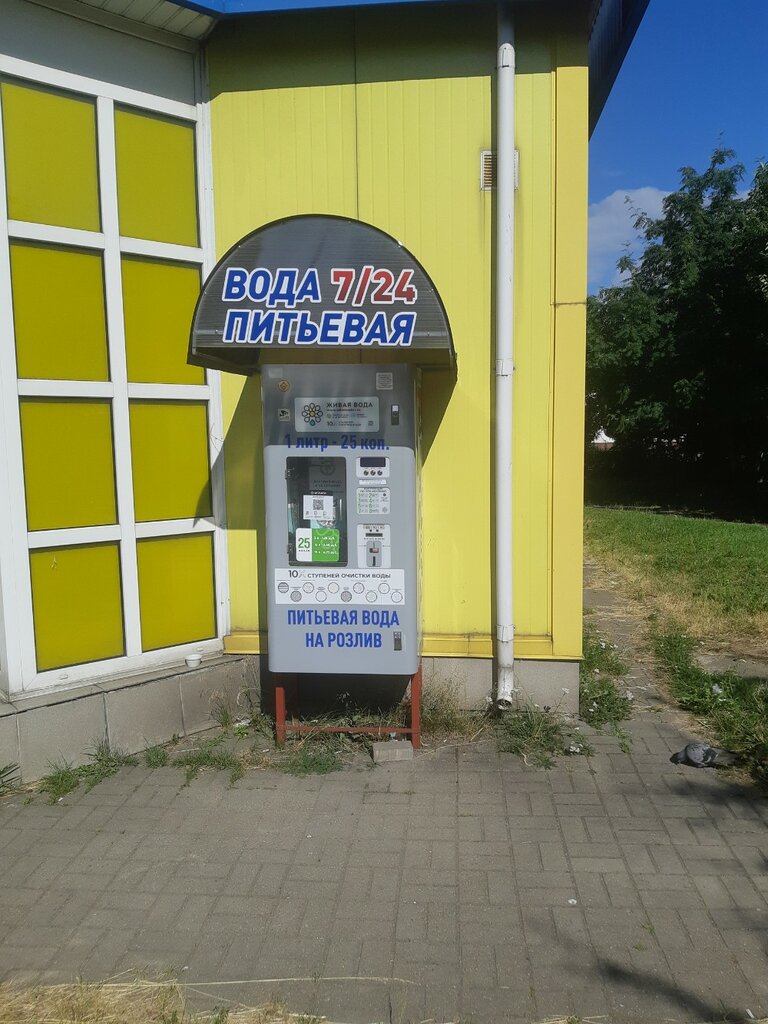 ВОДА 7/24
ПИТЬЕВАЯ
ЖИВАЯ ВОДА
1 литр - 25 коп.
25
10 СТУПЕНЕЙ ОЧИСТКИ ВОДЫ
ПИТЬЕВАЯ ВОДА
НА РОЗЛИВ